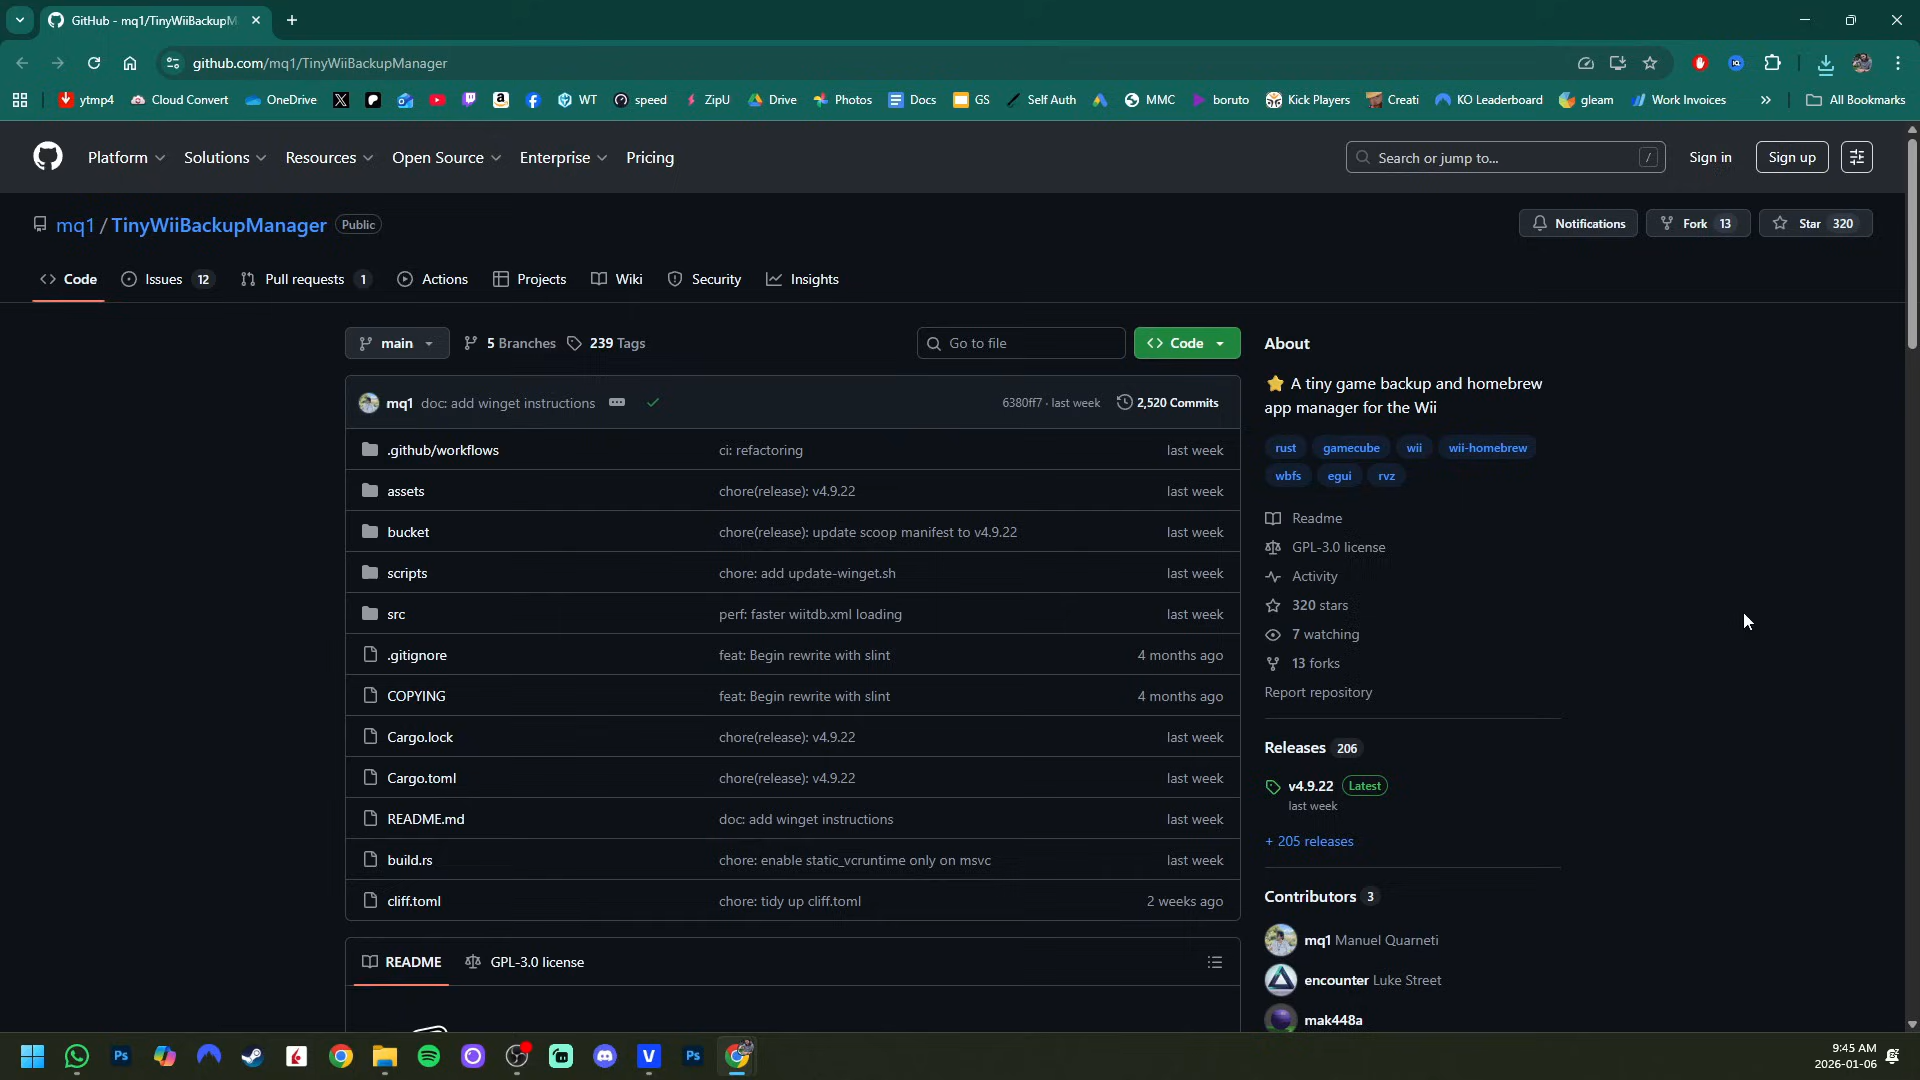 GitHub - mq1/TinyWiiBackupM
github.com/mq1/TinyWiiBackupManager
ytmp4 Cloud Convert OneDrive WT speed ZipU Drive Photos Docs GS Self Auth MMC boruto Kick Players Creati KO Leaderboard gleam Work Invoices » All Bookmarks
Platform Solutions Resources Open Source Enterprise Pricing Search or jump to... / Sign in Sign up
mq1 / TinyWiiBackupManager Public Notifications Fork 13 Star 320
Code Issues 12 Pull requests 1 Actions Projects Wiki Security Insights
main 5 Branches 239 Tags Go to file Code
mq1 doc: add winget instructions 6380ff7 · last week 2,520 Commits
.github/workflows ci: refactoring last week
assets chore(release): v4.9.22 last week
bucket chore(release): update scoop manifest to v4.9.22 last week
scripts chore: add update-winget.sh last week
src perf: faster wiitdb.xml loading last week
.gitignore feat: Begin rewrite with slint 4 months ago
COPYING feat: Begin rewrite with slint 4 months ago
Cargo.lock chore(release): v4.9.22 last week
Cargo.toml chore(release): v4.9.22 last week
README.md doc: add winget instructions last week
build.rs chore: enable static_vcruntime only on msvc last week
cliff.toml chore: tidy up cliff.toml 2 weeks ago
README GPL-3.0 license
About
A tiny game backup and homebrew
app manager for the Wii
rust gamecube wii wii-homebrew
wbfs egui rvz
Readme
GPL-3.0 license
Activity
320 stars
7 watching
13 forks
Report repository
Releases 206
v4.9.22 Latest
last week
+ 205 releases
Contributors 3
mq1 Manuel Quarneti
encounter Luke Street
mak448a
Ps V Ps
9:45 AM
2026-01-06